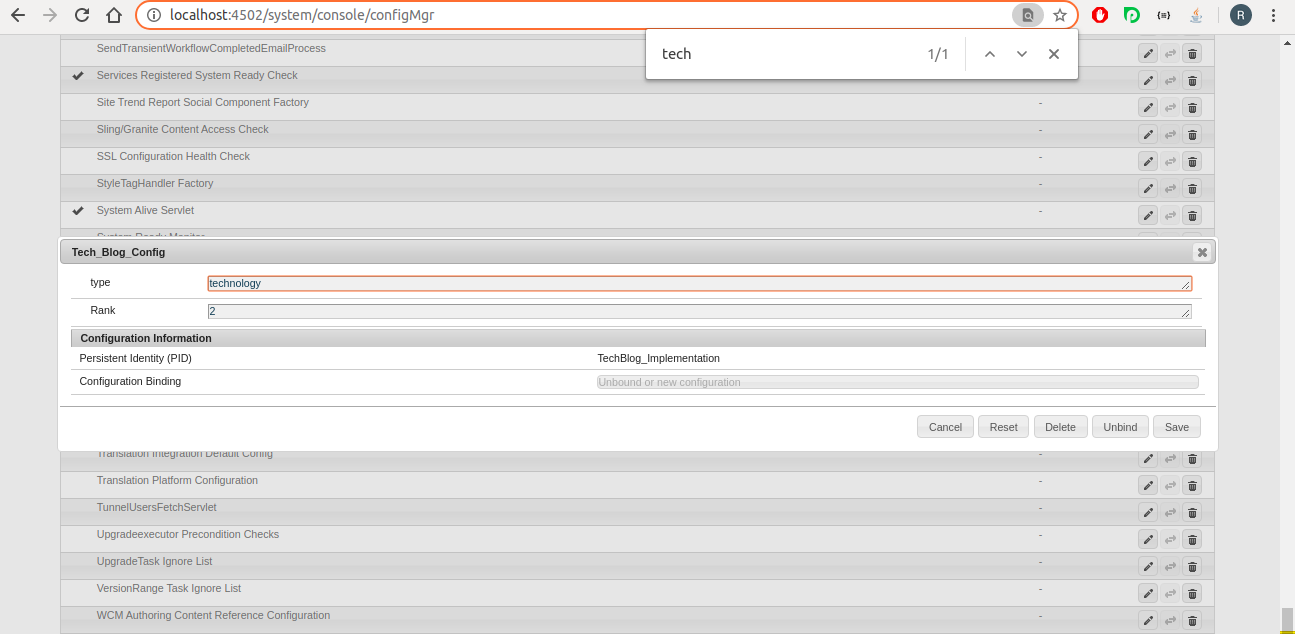 localhost:4502/system/console/configMgr
R
tech 1/1
SendTransientWorkflowCompletedEmailProcess
Services Registered System Ready Check
Site Trend Report Social Component Factory -
Sling/Granite Content Access Check -
SSL Configuration Health Check -
StyleTagHandler Factory -
System Alive Servlet -
System Ready Monitor
Tech_Blog_Config
type technology
Rank 2
Configuration Information
Persistent Identity (PID) TechBlog_Implementation
Configuration Binding Unbound or new configuration
Cancel Reset Delete Unbind Save
Translation Integration Default Config -
Translation Platform Configuration -
TunnelUsersFetchServlet -
Upgradeexecutor Precondition Checks -
UpgradeTask Ignore List -
VersionRange Task Ignore List -
WCM Authoring Content Reference Configuration -